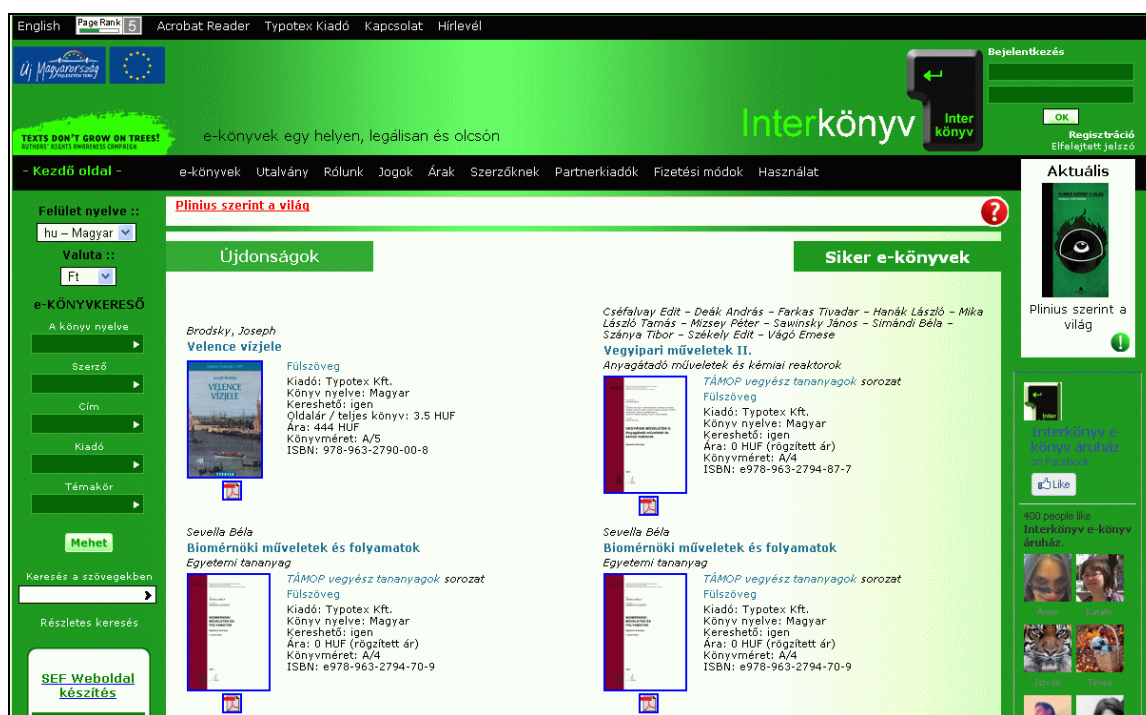 English PageRank 5 Acrobat Reader Typotex Kiadó Kapcsolat Hírlevél
Új Magyarország
TEXTS DON'T GROW ON TREES!
AUTHORS' RIGHTS AWARENESS CAMPAIGN
e-könyvek egy helyen, legálisan és olcsón
Interkönyv
Inter
könyv
Bejelentkezés
OK
Regisztráció
Elfelejtett jelszó
- Kezdő oldal -
e-könyvek Utalvány Rólunk Jogok Árak Szerzőknek Partnerkiadók Fizetési módok Használat
Felület nyelve ::
hu – Magyar
Valuta ::
Ft
e-KÖNYVKERESŐ
A könyv nyelve
Szerző
Cím
Kiadó
Témakör
Mehet
Keresés a szövegekben
Részletes keresés
SEF Weboldal
készítés
Plinius szerint a világ
?
Újdonságok
Brodsky, Joseph
Velence vízjele
VELENCE
VÍZJELE
Fülszöveg
Kiadó: Typotex Kft.
Könyv nyelve: Magyar
Kereshető: igen
Oldalár / teljes könyv: 3.5 HUF
Ára: 444 HUF
Könyvméret: A/5
ISBN: 978-963-2790-00-8
Sevella Béla
Biomérnöki műveletek és folyamatok
Egyetemi tananyag
TÁMOP vegyész tananyagok sorozat
Fülszöveg
Kiadó: Typotex Kft.
Könyv nyelve: Magyar
Kereshető: igen
Ára: 0 HUF (rögzített ár)
Könyvméret: A/4
ISBN: e978-963-2794-70-9
Siker e-könyvek
Cséfalvay Edit – Deák András – Farkas Tivadar – Hanák László – Mika
László Tamás – Mizsey Péter – Sawinsky János – Simándi Béla –
Szánya Tibor – Székely Edit – Vágó Emese
Vegyipari műveletek II.
Anyagátadó műveletek és kémiai reaktorok
TÁMOP vegyész tananyagok sorozat
Fülszöveg
Kiadó: Typotex Kft.
Könyv nyelve: Magyar
Kereshető: igen
Ára: 0 HUF (rögzített ár)
Könyvméret: A/4
ISBN: e978-963-2794-87-7
Sevella Béla
Biomérnöki műveletek és folyamatok
Egyetemi tananyag
TÁMOP vegyész tananyagok sorozat
Fülszöveg
Kiadó: Typotex Kft.
Könyv nyelve: Magyar
Kereshető: igen
Ára: 0 HUF (rögzített ár)
Könyvméret: A/4
ISBN: e978-963-2794-70-9
Aktuális
PLINIUS SZERINT A VILÁG
Plinius szerint a
világ
Inter
Interkönyv e-
könyv áruház
on Facebook
Like
400 people like
Interkönyv e-könyv
áruház.
Anna Katalin
István Tímea